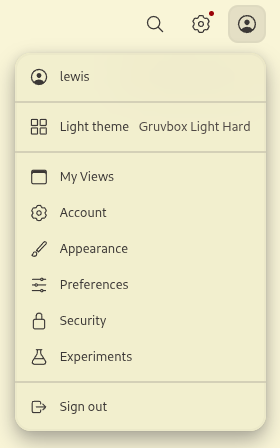 lewis
Light theme Gruvbox Light Hard
My Views
Account
Appearance
Preferences
Security
Experiments
Sign out